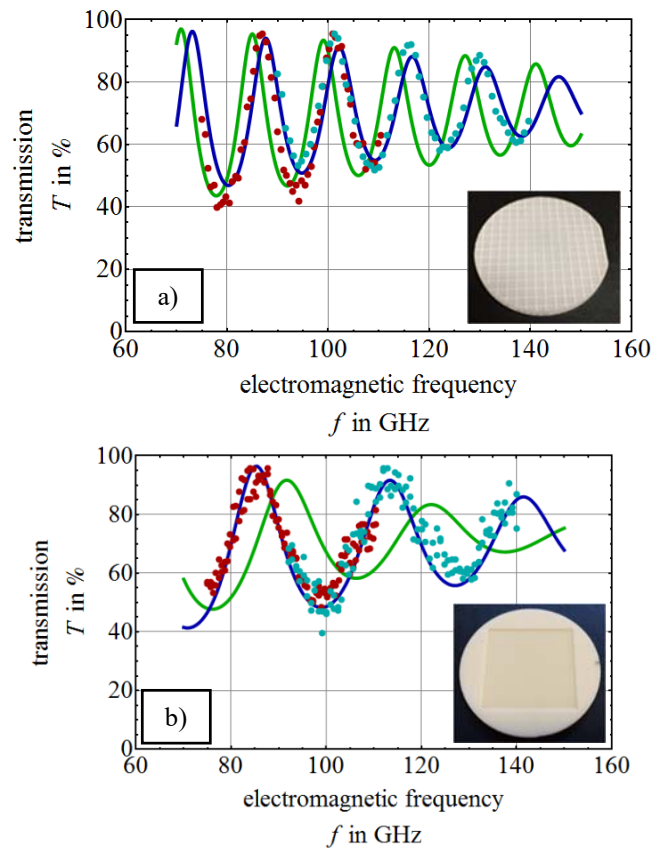 100
80
60
40
20
0
transmission
T in %
a)
60 80 100 120 140 160
electromagnetic frequency
f in GHz
100
80
60
40
20
0
transmission
T in %
b)
80 100 120 140 160
electromagnetic frequency
f in GHz